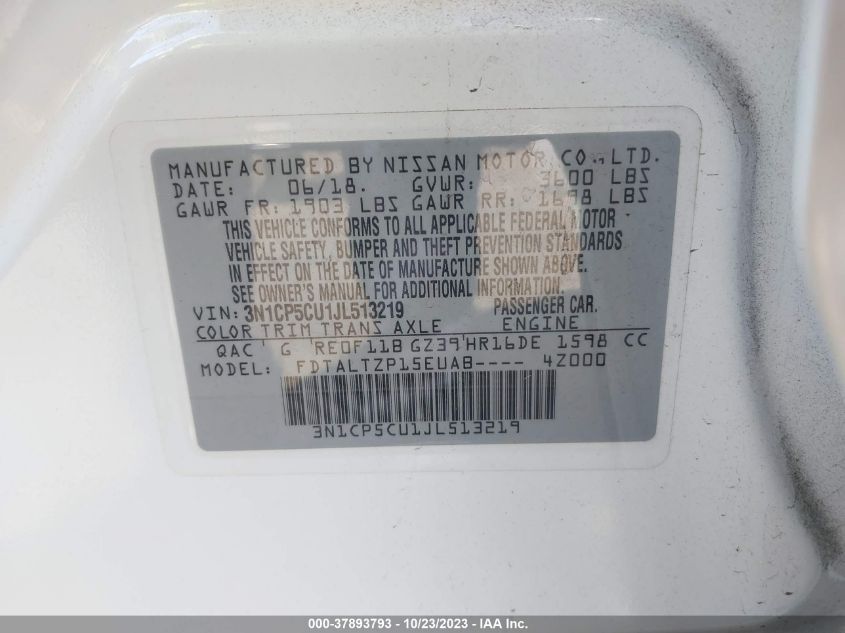 MANUFACTURED BY NISSAN MOTOR CO., LTD.
DATE: 06/18. GVWR: 3600 LBS
GAWR FR: 1903 LBS GAWR RR: 1698 LBS
THIS VEHICLE CONFORMS TO ALL APPLICABLE FEDERAL MOTOR
VEHICLE SAFETY, BUMPER AND THEFT PREVENTION STANDARDS
IN EFFECT ON THE DATE OF MANUFACTURE SHOWN ABOVE.
SEE OWNER'S MANUAL FOR ADDITIONAL INFORMATION.
VIN: 3N1CP5CU1JL513219 PASSENGER CAR.
COLOR TRIM TRANS AXLE ENGINE
QAC G RE0F11B GZ39 HR16DE 1598 CC
MODEL: FDTALTZP15EUAB---- 4Z000
3N1CP5CU1JL513219
000-37893793 - 10/23/2023 - IAA Inc.